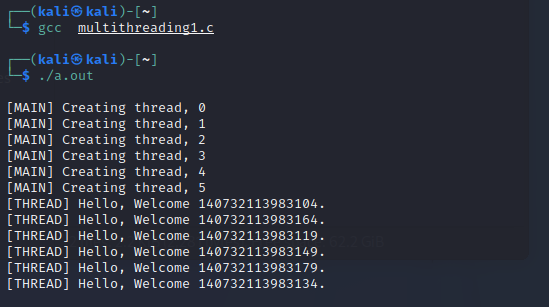 ┌──(kali㉿kali)-[~]
└─$ gcc  multithreading1.c
┌──(kali㉿kali)-[~]
└─$ ./a.out
[MAIN] Creating thread, 0
[MAIN] Creating thread, 1
[MAIN] Creating thread, 2
[MAIN] Creating thread, 3
[MAIN] Creating thread, 4
[MAIN] Creating thread, 5
[THREAD] Hello, Welcome 140732113983104.
[THREAD] Hello, Welcome 140732113983164.
[THREAD] Hello, Welcome 140732113983119.
[THREAD] Hello, Welcome 140732113983149.
[THREAD] Hello, Welcome 140732113983179.
[THREAD] Hello, Welcome 140732113983134.